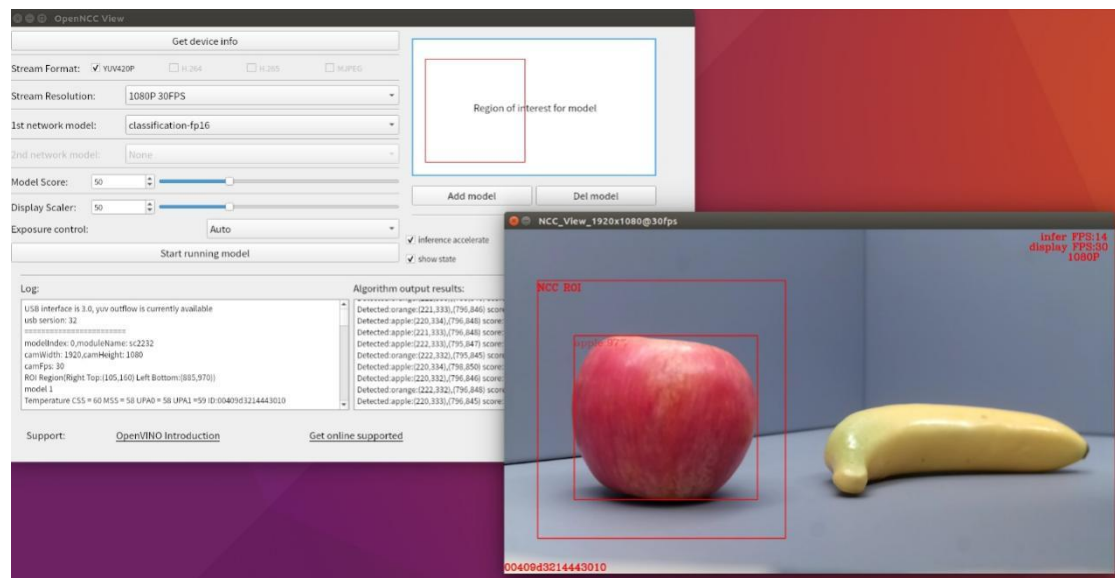 OpenNCC View
Get device info
Stream Format: YUV420P H.264 H.265 MJPEG
Stream Resolution: 1080P 30FPS
1st network model: classification-fp16
2nd network model: None
Model Score: 50
Display Scaler: 50
Exposure control: Auto
Start running model
Region of interest for model
Add model Del model
inference accelerate
show state
Log:
USB interface is 3.0, yuv outflow is currently available
usb sersion: 32
========================
modelIndex: 0,moduleName: sc2232
camWidth: 1920,camHeight: 1080
camFps: 30
ROI Region(Right Top:(105,160) Left Bottom:(885,970))
model 1
Temperature CSS = 60 MSS = 58 UPA0 = 58 UPA1 =59 ID:00409d3214443010
Algorithm output results:
Detected:orange:(221,333),(796,846) score:
Detected:apple:(220,334),(796,848) score:
Detected:apple:(221,333),(796,848) score:
Detected:apple:(222,333),(795,847) score:
Detected:orange:(222,332),(795,845) score
Detected:apple:(221,334),(796,850) score:
Detected:apple:(220,332),(796,846) score:
Detected:orange:(222,332),(796,848) score
Detected:apple:(220,333),(796,845) score:
Support: OpenVINO Introduction Get online supported
NCC_View_1920x1080@30fps
infer FPS:14
display FPS:30
1080P
NCC ROI
apple:97%
00409d3214443010